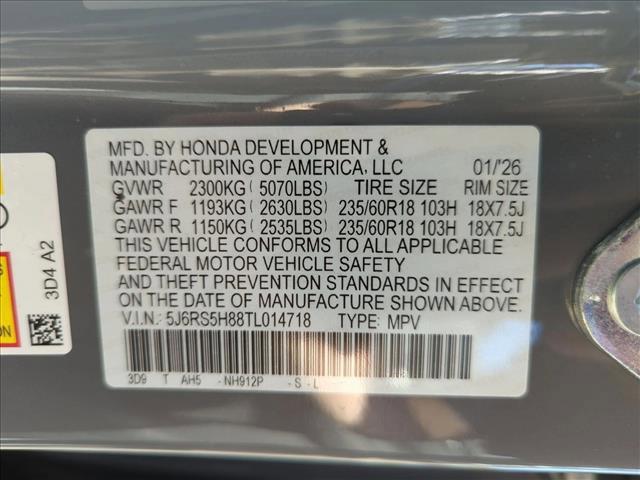 MFD. BY HONDA DEVELOPMENT &
MANUFACTURING OF AMERICA, LLC 01/'26
GVWR 2300KG ( 5070LBS) TIRE SIZE RIM SIZE
GAWR F 1193KG ( 2630LBS) 235/60R18 103H 18X7.5J
GAWR R 1150KG ( 2535LBS) 235/60R18 103H 18X7.5J
THIS VEHICLE CONFORMS TO ALL APPLICABLE
FEDERAL MOTOR VEHICLE SAFETY
AND THEFT PREVENTION STANDARDS IN EFFECT
ON THE DATE OF MANUFACTURE SHOWN ABOVE.
V.I.N.: 5J6RS5H88TL014718 TYPE: MPV
3D9 T AH5 -NH912P -S-L
3D4 A2